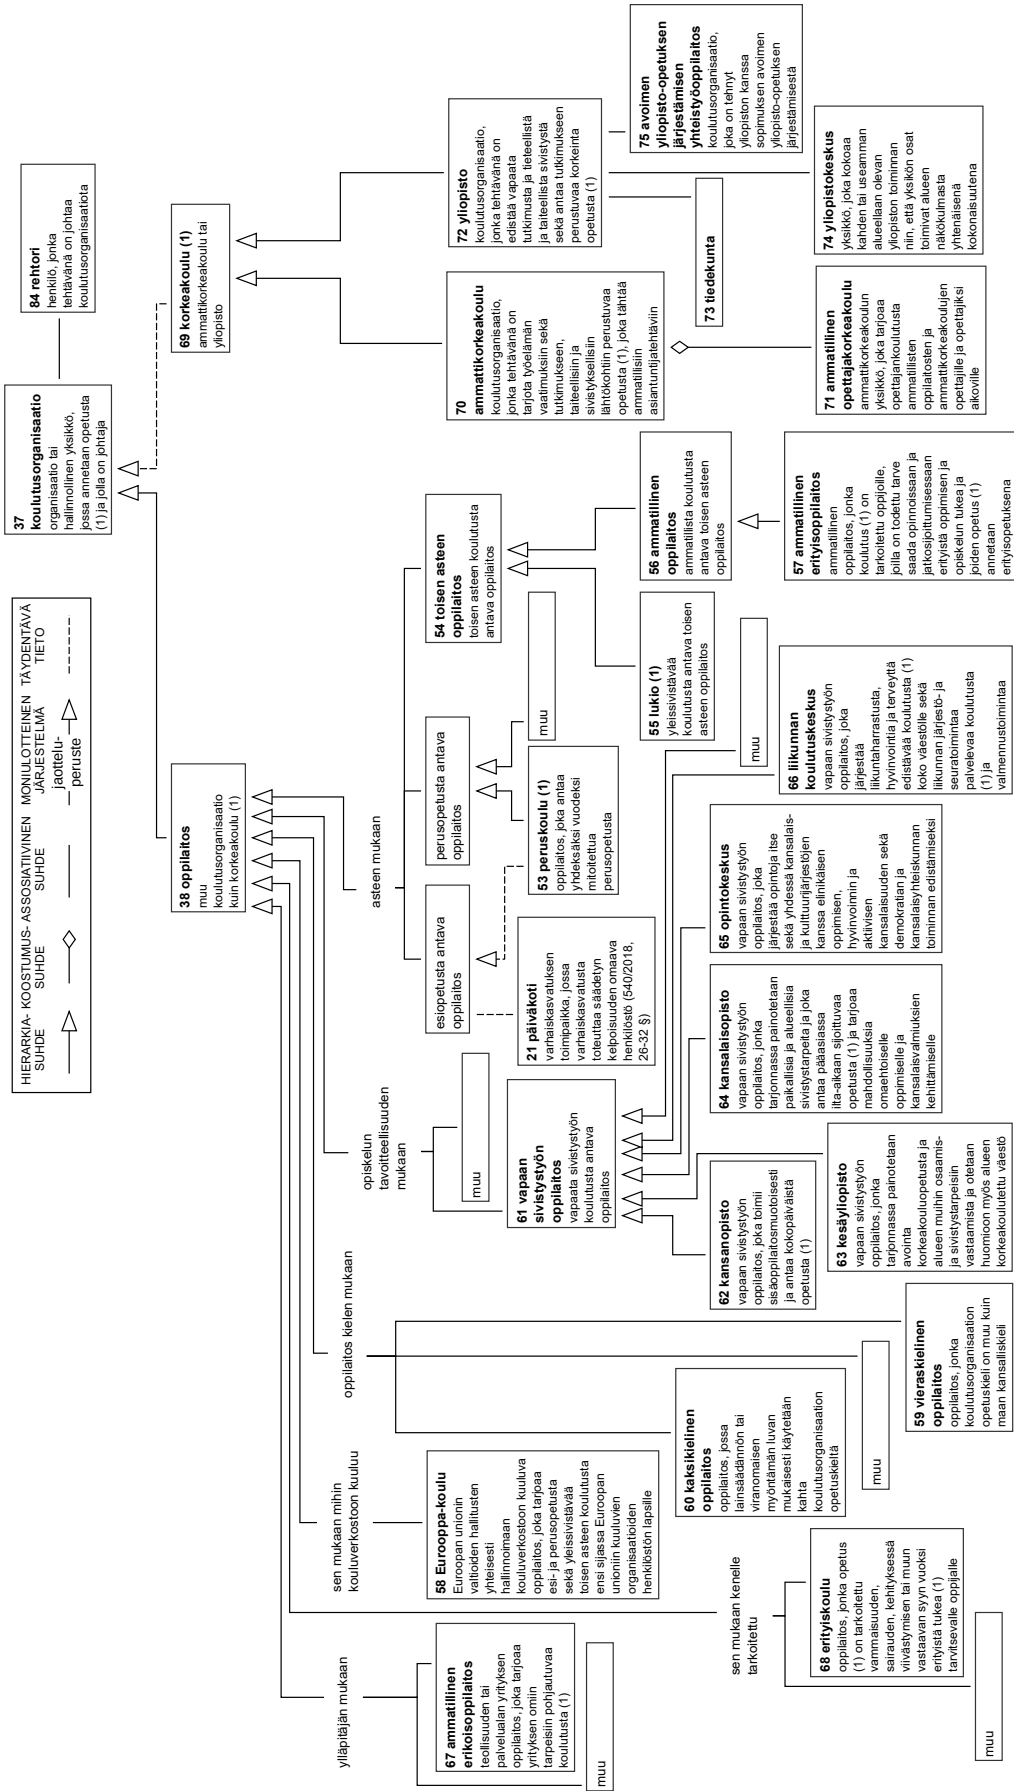 HIERARKIA- KOOSTUMUS- ASSOSIATIIVINEN MONIULOTTEINEN TÄYDENTÄVÄ
SUHDE SUHDE SUHDE JÄRJESTELMÄ TIETO
jaottelu-
peruste
37
koulutusorganisaatio
organisaatio tai
hallinnollinen yksikkö,
jossa annetaan opetusta
(1) ja jolla on johtaja
84 rehtori
henkilö, jonka
tehtävänä on johtaa
koulutusorganisaatiota
38 oppilaitos
muu
koulutusorganisaatio
kuin korkeakoulu (1)
69 korkeakoulu (1)
ammattikorkeakoulu tai
yliopisto
ylläpitäjän mukaan
67 ammatillinen
erikoisoppilaitos
teollisuuden tai
palvelualan yrityksen
oppilaitos, joka tarjoaa
yrityksen omiin
tarpeisiin pohjautuvaa
koulutusta (1)
muu
sen mukaan mihin
kouluverkostoon kuuluu
58 Eurooppa-koulu
Euroopan unionin
valtioiden hallitusten
yhteisesti
hallinnoimaan
kouluverkostoon kuuluva
oppilaitos, joka tarjoaa
esi- ja perusopetusta
sekä yleissivistävää
toisen asteen koulutusta
ensi sijassa Euroopan
unioniin kuuluvien
organisaatioiden
henkilöstön lapsille
sen mukaan kenelle
tarkoitettu
68 erityiskoulu
oppilaitos, jonka opetus
(1) on tarkoitettu
vammaisuuden,
sairauden, kehityksessä
viivästymisen tai muun
vastaavan syyn vuoksi
erityistä tukea (1)
tarvitsevalle oppijalle
muu
oppilaitos kielen mukaan
60 kaksikielinen
oppilaitos
oppilaitos, jossa
lainsäädännön tai
viranomaisen
myöntämän luvan
mukaisesti käytetään
kahta
koulutusorganisaation
opetuskieltä
muu
59 vieraskielinen
oppilaitos
oppilaitos, jonka
koulutusorganisaation
opetuskieli on muu kuin
maan kansalliskieli
opiskelun
tavoitteellisuuden
mukaan
muu
61 vapaan
sivistystyön
oppilaitos
vapaata sivistystyön
koulutusta antava
oppilaitos
62 kansanopisto
vapaan sivistystyön
oppilaitos, joka toimii
sisäoppilaitosmuotoisesti
ja antaa kokopäiväistä
opetusta (1)
63 kesäyliopisto
vapaan sivistystyön
oppilaitos, jonka
tarjonnassa painotetaan
avointa
korkeakouluopetusta ja
alueen muihin osaamis-
ja sivistystarpeisiin
vastaamista ja otetaan
huomioon myös alueen
korkeakoulutettu väestö
64 kansalaisopisto
vapaan sivistystyön
oppilaitos, jonka
tarjonnassa painotetaan
paikallisia ja alueellisia
sivistystarpeita ja joka
antaa pääasiassa
ilta-aikaan sijoittuvaa
opetusta (1) ja tarjoaa
mahdollisuuksia
omaehtoiselle
oppimiselle ja
kansalaisvalmiuksien
kehittämiselle
65 opintokeskus
vapaan sivistystyön
oppilaitos, joka
järjestää opintoja itse
sekä yhdessä kansalais-
ja kulttuurijärjestöjen
kanssa elinikäisen
oppimisen,
hyvinvoinnin ja
aktiivisen
kansalaisuuden sekä
demokratian ja
kansalaisyhteiskunnan
toiminnan edistämiseksi
66 liikunnan
koulutuskeskus
vapaan sivistystyön
oppilaitos, joka
järjestää
liikuntaharrastusta,
hyvinvointia ja terveyttä
edistävää koulutusta (1)
koko väestölle sekä
liikunnan järjestö- ja
seuratoimintaa
palvelevaa koulutusta
(1) ja
valmennustoimintaa
muu
asteen mukaan
esiopetusta antava
oppilaitos
21 päiväkoti
varhaiskasvatuksen
toimipaikka, jossa
varhaiskasvatusta
toteuttaa säädetyn
kelpoisuuden omaava
henkilöstö (540/2018,
26-32 §)
perusopetusta antava
oppilaitos
53 peruskoulu (1)
oppilaitos, joka antaa
yhdeksäksi vuodeksi
mitoitettua
perusopetusta
muu
54 toisen asteen
oppilaitos
toisen asteen koulutusta
antava oppilaitos
55 lukio (1)
yleissivistävää
koulutusta antava toisen
asteen oppilaitos
56 ammatillinen
oppilaitos
ammatillista koulutusta
antava toisen asteen
oppilaitos
57 ammatillinen
erityisoppilaitos
ammatillinen
oppilaitos, jonka
koulutus (1) on
tarkoitettu oppijoille,
joilla on todettu tarve
saada opinnoissaan ja
jatkosijoittumisessaan
erityistä oppimisen ja
opiskelun tukea ja
joiden opetus (1)
annetaan
erityisopetuksena
70
ammattikorkeakoulu
koulutusorganisaatio,
jonka tehtävänä on
tarjota työelämän
vaatimuksiin sekä
tutkimukseen,
taiteellisiin ja
sivistyksellisiin
lähtökohtiin perustuvaa
opetusta (1), joka tähtää
ammatillisiin
asiantuntijatehtäviin
71 ammatillinen
opettajakorkeakoulu
ammattikorkeakoulun
yksikkö, joka tarjoaa
opettajankoulutusta
ammatillisten
oppilaitosten ja
ammattikorkeakoulujen
opettajille ja opettajiksi
aikoville
72 yliopisto
koulutusorganisaatio,
jonka tehtävänä on
edistää vapaata
tutkimusta ja tieteellistä
ja taiteellista sivistystä
sekä antaa tutkimukseen
perustuvaa korkeinta
opetusta (1)
73 tiedekunta
74 yliopistokeskus
yksikkö, joka kokoaa
kahden tai useamman
alueellaan olevan
yliopiston toiminnan
niin, että yksikön osat
toimivat alueen
näkökulmasta
yhtenäisenä
kokonaisuutena
75 avoimen
yliopisto-opetuksen
järjestämisen
yhteistyöoppilaitos
koulutusorganisaatio,
joka on tehnyt
yliopiston kanssa
sopimuksen avoimen
yliopisto-opetuksen
järjestämisestä